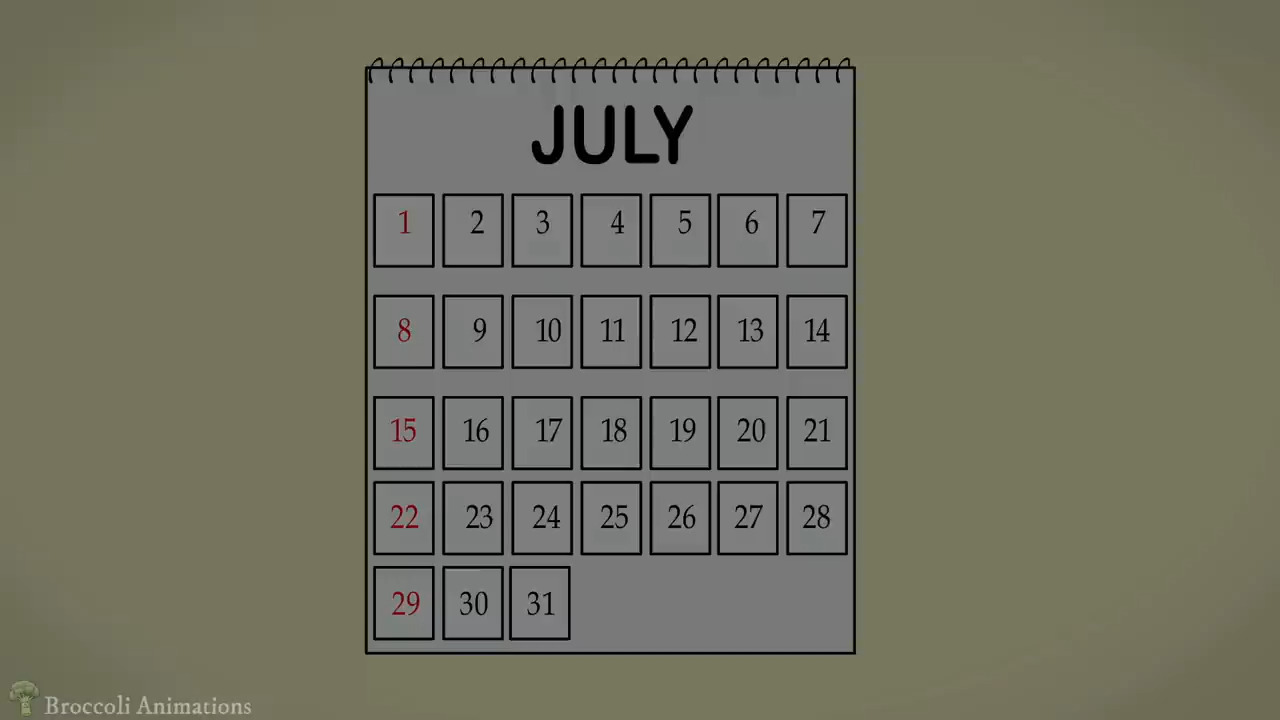 JULY
1 2 3 4 5 6 7
8 9 10 11 12 13 14
15 16 17 18 19 20 21
22 23 24 25 26 27 28
29 30 31
Broccoli Animations